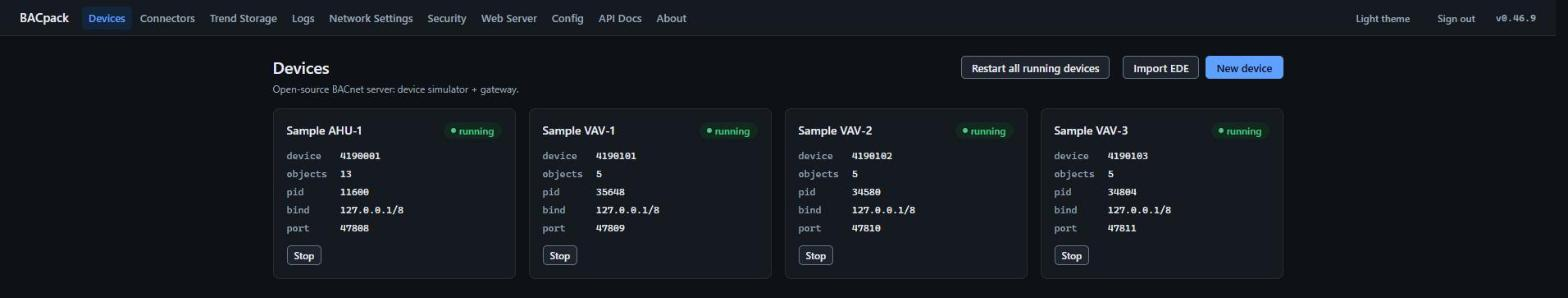 BACpack Devices Connectors Trend Storage Logs Network Settings Security Web Server Config API Docs About Light theme Sign out v0.46.9
Devices
Restart all running devices Import EDE New device
Open-source BACnet server: device simulator + gateway.
Sample AHU-1 running
device 4190001
objects 13
pid 11600
bind 127.0.0.1/8
port 47808
Stop
Sample VAV-1 running
device 4190101
objects 5
pid 35648
bind 127.0.0.1/8
port 47809
Stop
Sample VAV-2 running
device 4190102
objects 5
pid 34580
bind 127.0.0.1/8
port 47810
Stop
Sample VAV-3 running
device 4190103
objects 5
pid 34804
bind 127.0.0.1/8
port 47811
Stop